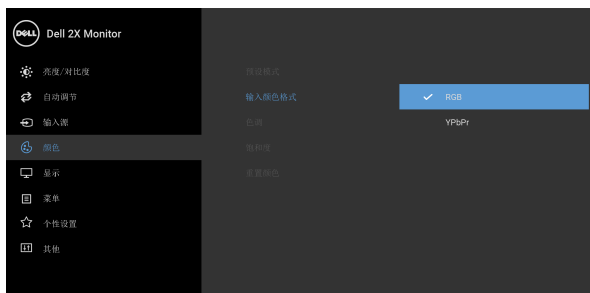 DELL
Dell 2X Monitor
亮度/对比度
自动调节
输入源
颜色
显示
菜单
个性设置
其他
预设模式
输入颜色格式
色调
饱和度
重置颜色
RGB
YPbPr